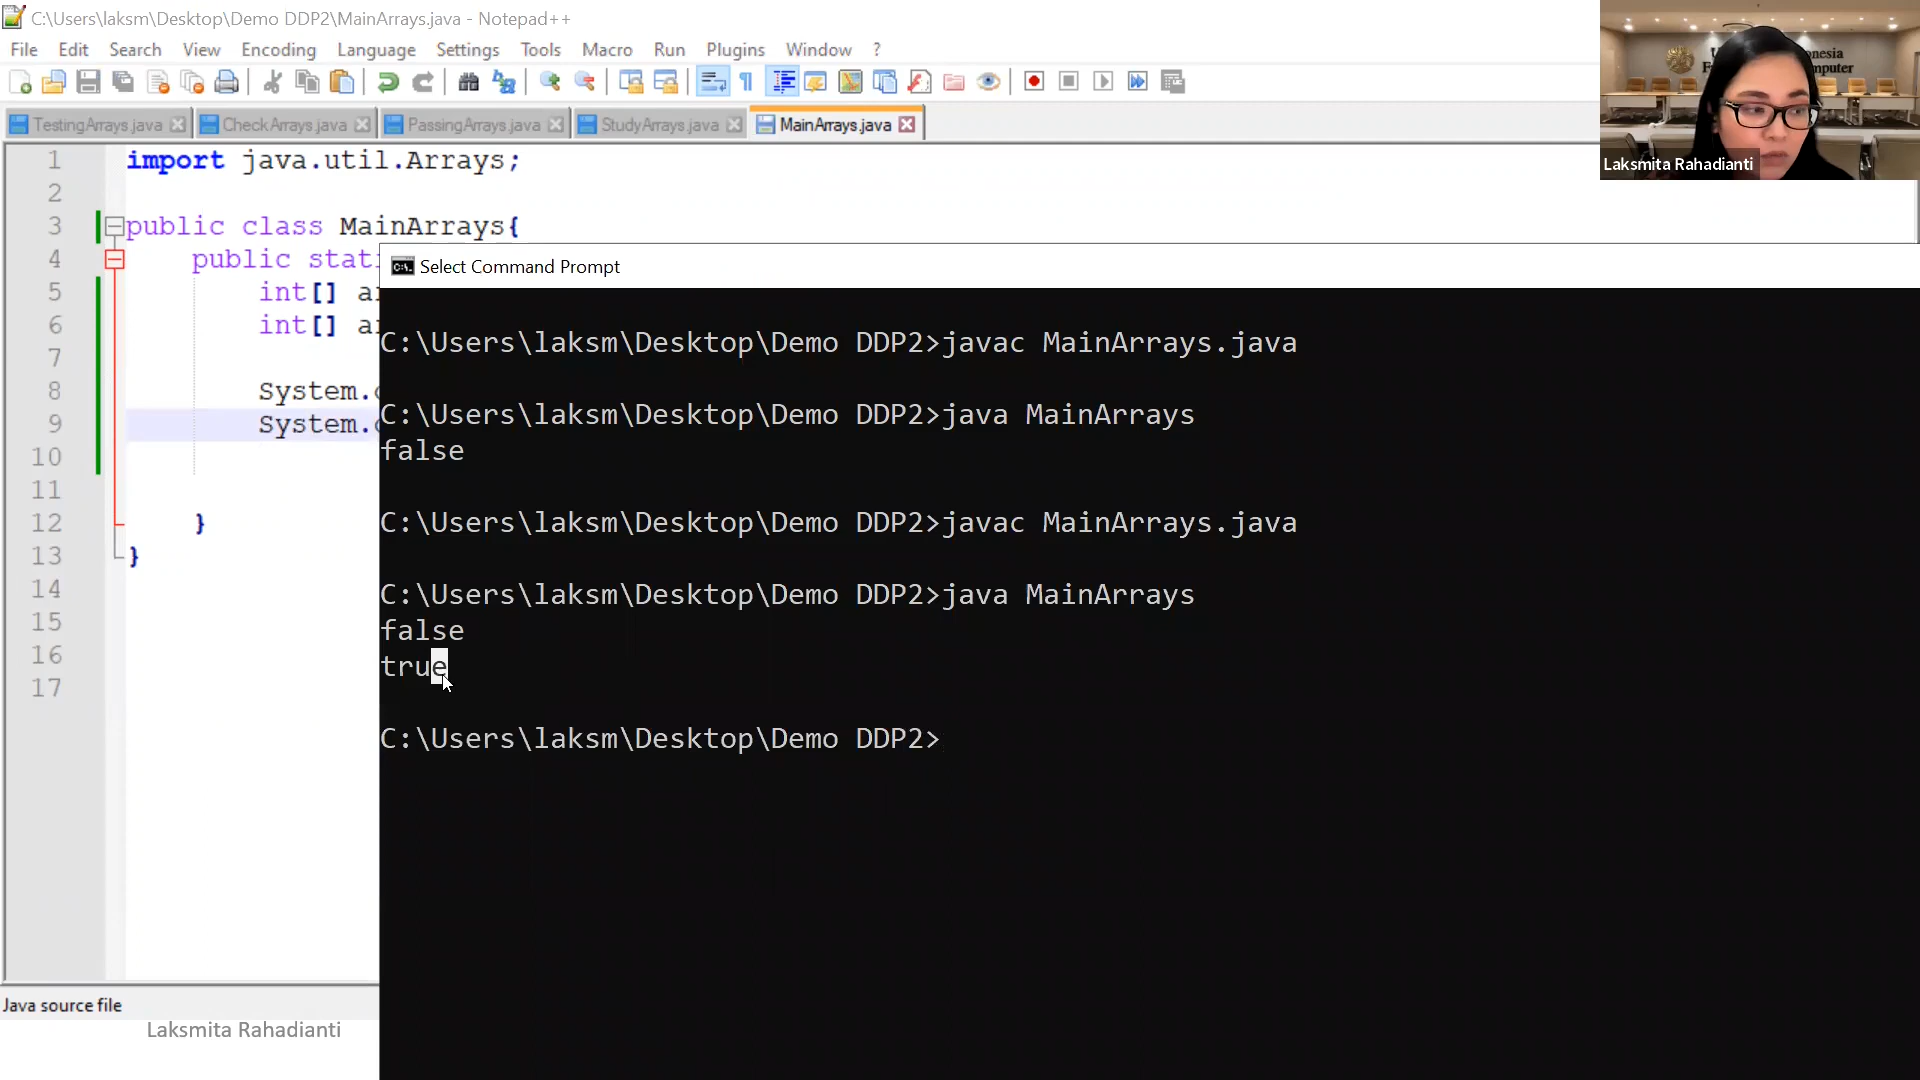 C:\Users\laksm\Desktop\Demo DDP2\MainArrays.java - Notepad++
File Edit Search View Encoding Language Settings Tools Macro Run Plugins Window ?
TestingArrays.java CheckArrays.java PassingArrays.java StudyArrays.java MainArrays.java
1 import java.util.Arrays;
2
3 public class MainArrays{
4 public stati
5 int[] ar
6 int[] ar
7
8 System.o
9 System.o
10
11
12 }
13 }
14
15
16
17
Java source file
Laksmita Rahadianti
Select Command Prompt
C:\Users\laksm\Desktop\Demo DDP2>javac MainArrays.java
C:\Users\laksm\Desktop\Demo DDP2>java MainArrays
false
C:\Users\laksm\Desktop\Demo DDP2>javac MainArrays.java
C:\Users\laksm\Desktop\Demo DDP2>java MainArrays
false
true
C:\Users\laksm\Desktop\Demo DDP2>
Laksmita Rahadianti